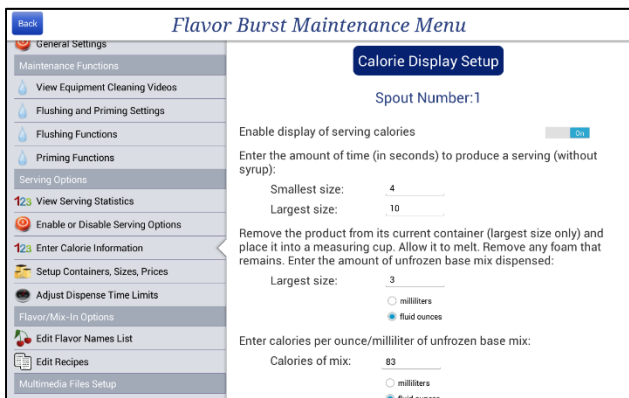 Back
Flavor Burst Maintenance Menu
General Settings
Maintenance Functions
View Equipment Cleaning Videos
Flushing and Priming Settings
Flushing Functions
Priming Functions
Serving Options
123 View Serving Statistics
Enable or Disable Serving Options
123 Enter Calorie Information
Setup Containers, Sizes, Prices
Adjust Dispense Time Limits
Flavor/Mix-In Options
Edit Flavor Names List
Edit Recipes
Multimedia Files Setup
Calorie Display Setup
Spout Number:1
Enable display of serving calories On
Enter the amount of time (in seconds) to produce a serving (without
syrup):
Smallest size: 4
Largest size: 10
Remove the product from its current container (largest size only) and
place it into a measuring cup. Allow it to melt. Remove any foam that
remains. Enter the amount of unfrozen base mix dispensed:
Largest size: 3
milliliters
fluid ounces
Enter calories per ounce/milliliter of unfrozen base mix:
Calories of mix: 83
milliliters
fluid ounces